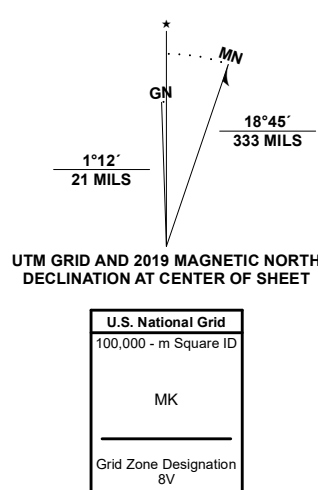 ★
MN
GN
18°45´
333 MILS
1°12´
21 MILS
UTM GRID AND 2019 MAGNETIC NORTH
DECLINATION AT CENTER OF SHEET
U.S. National Grid
100,000 - m Square ID
MK
Grid Zone Designation
8V